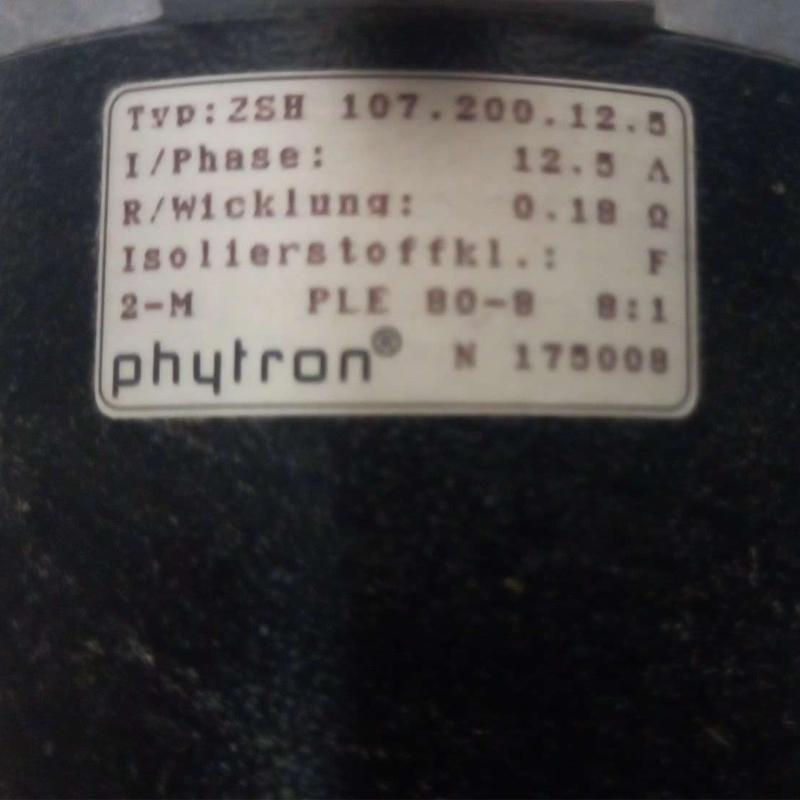 Typ:ZSH 107.200.12.5
I/Phase: 12.5 A
R/Wicklung: 0.18 Ω
Isolierstoffkl.: F
2-M PLE 80-8 8:1
phytron® N 175008